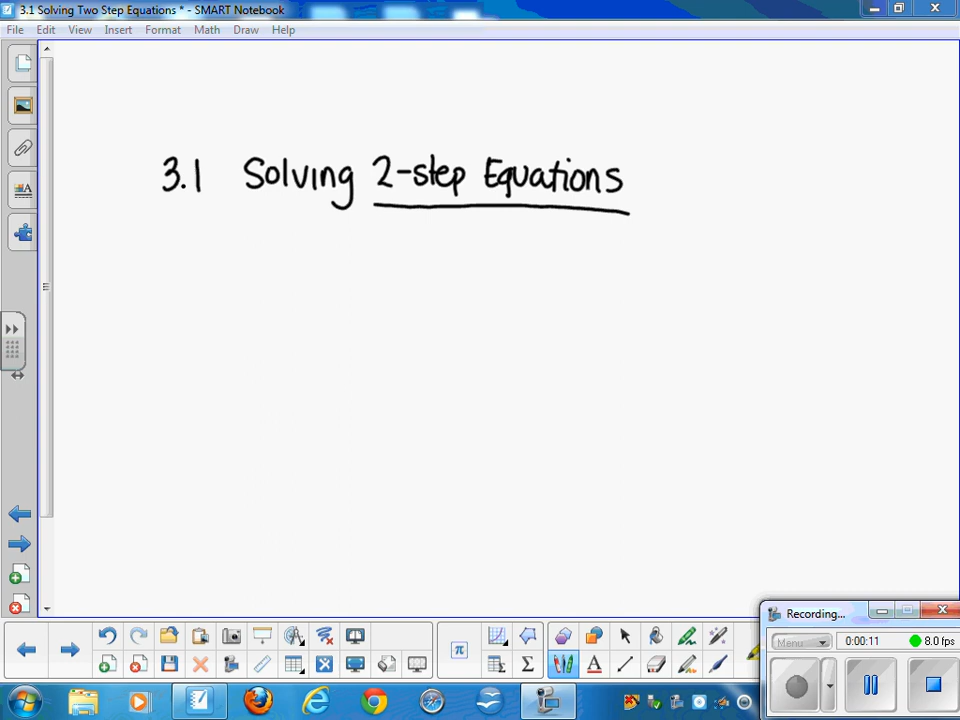 3.1 Solving Two Step Equations * - SMART Notebook
File Edit View Insert Format Math Draw Help
3.1 Solving 2-step Equations
Recording...
Menu 0:00:11 8.0 fps